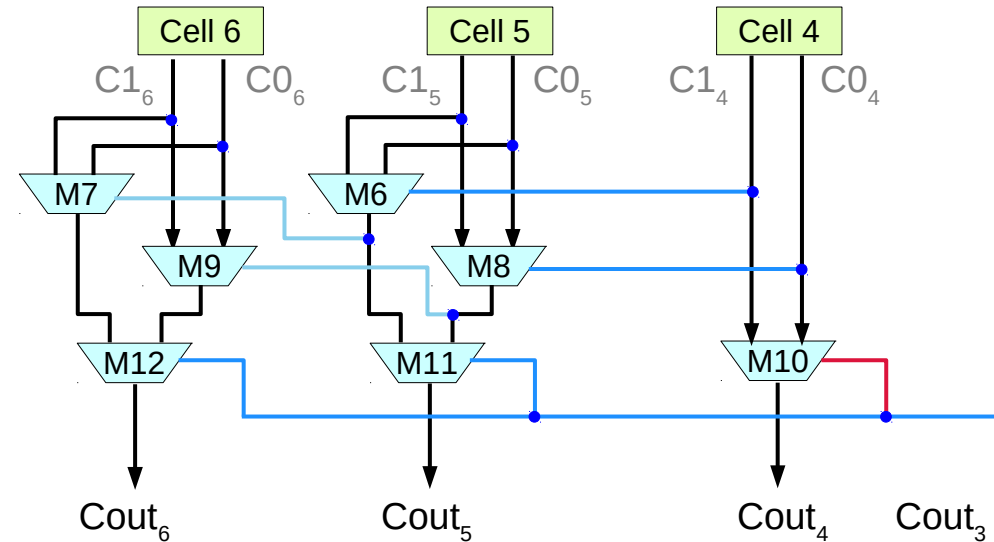 Cell 6 Cell 5 Cell 4
C1₆ C0₆ C1₅ C0₅ C1₄ C0₄
M7 M6
M9 M8
M12 M11 M10
Cout₆ Cout₅ Cout₄ Cout₃